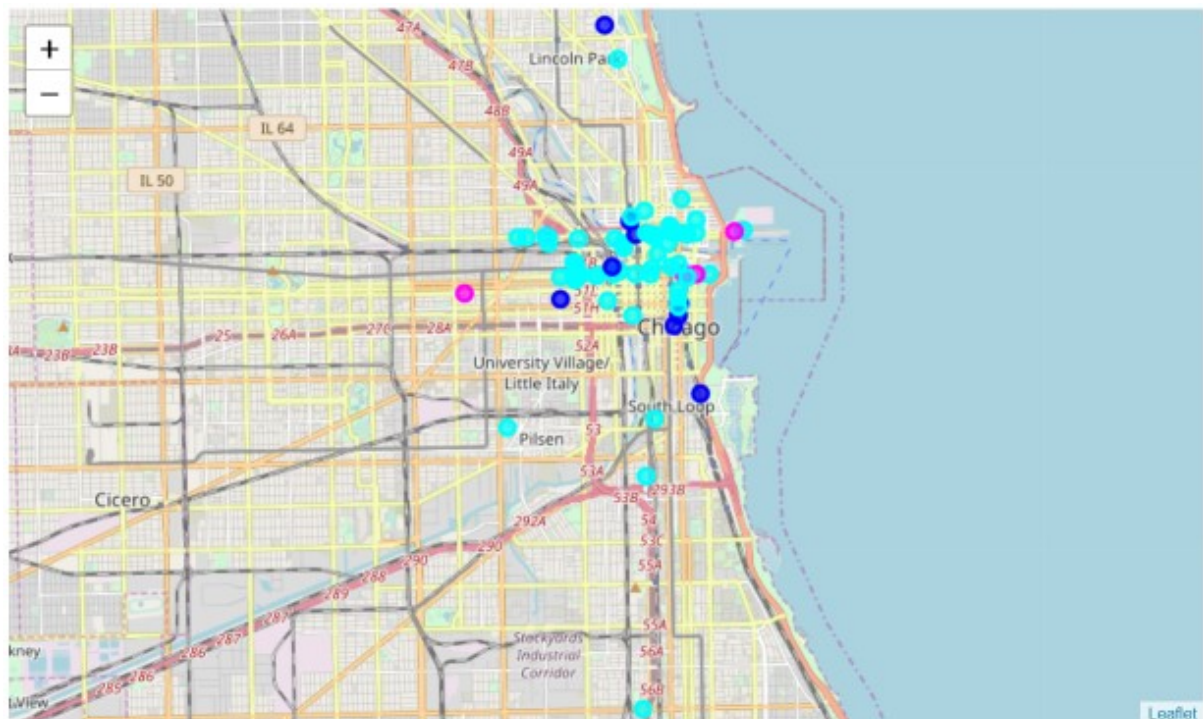 +
−
47A
Lincoln Park
47B
48B
IL 64
49A
49A
IL 50
51H
Chicago
25
26A
27C
28A
23B
23B
52A
University Village/
Little Italy
South Loop
53
Pilsen
53A
Cicero
53B
293B
292A
54
53C
290
290
55A
288
289
287
287
Stockyards
Industrial
Corridor
55A
56A
kney
286
286
285
56B
t View
Leaflet